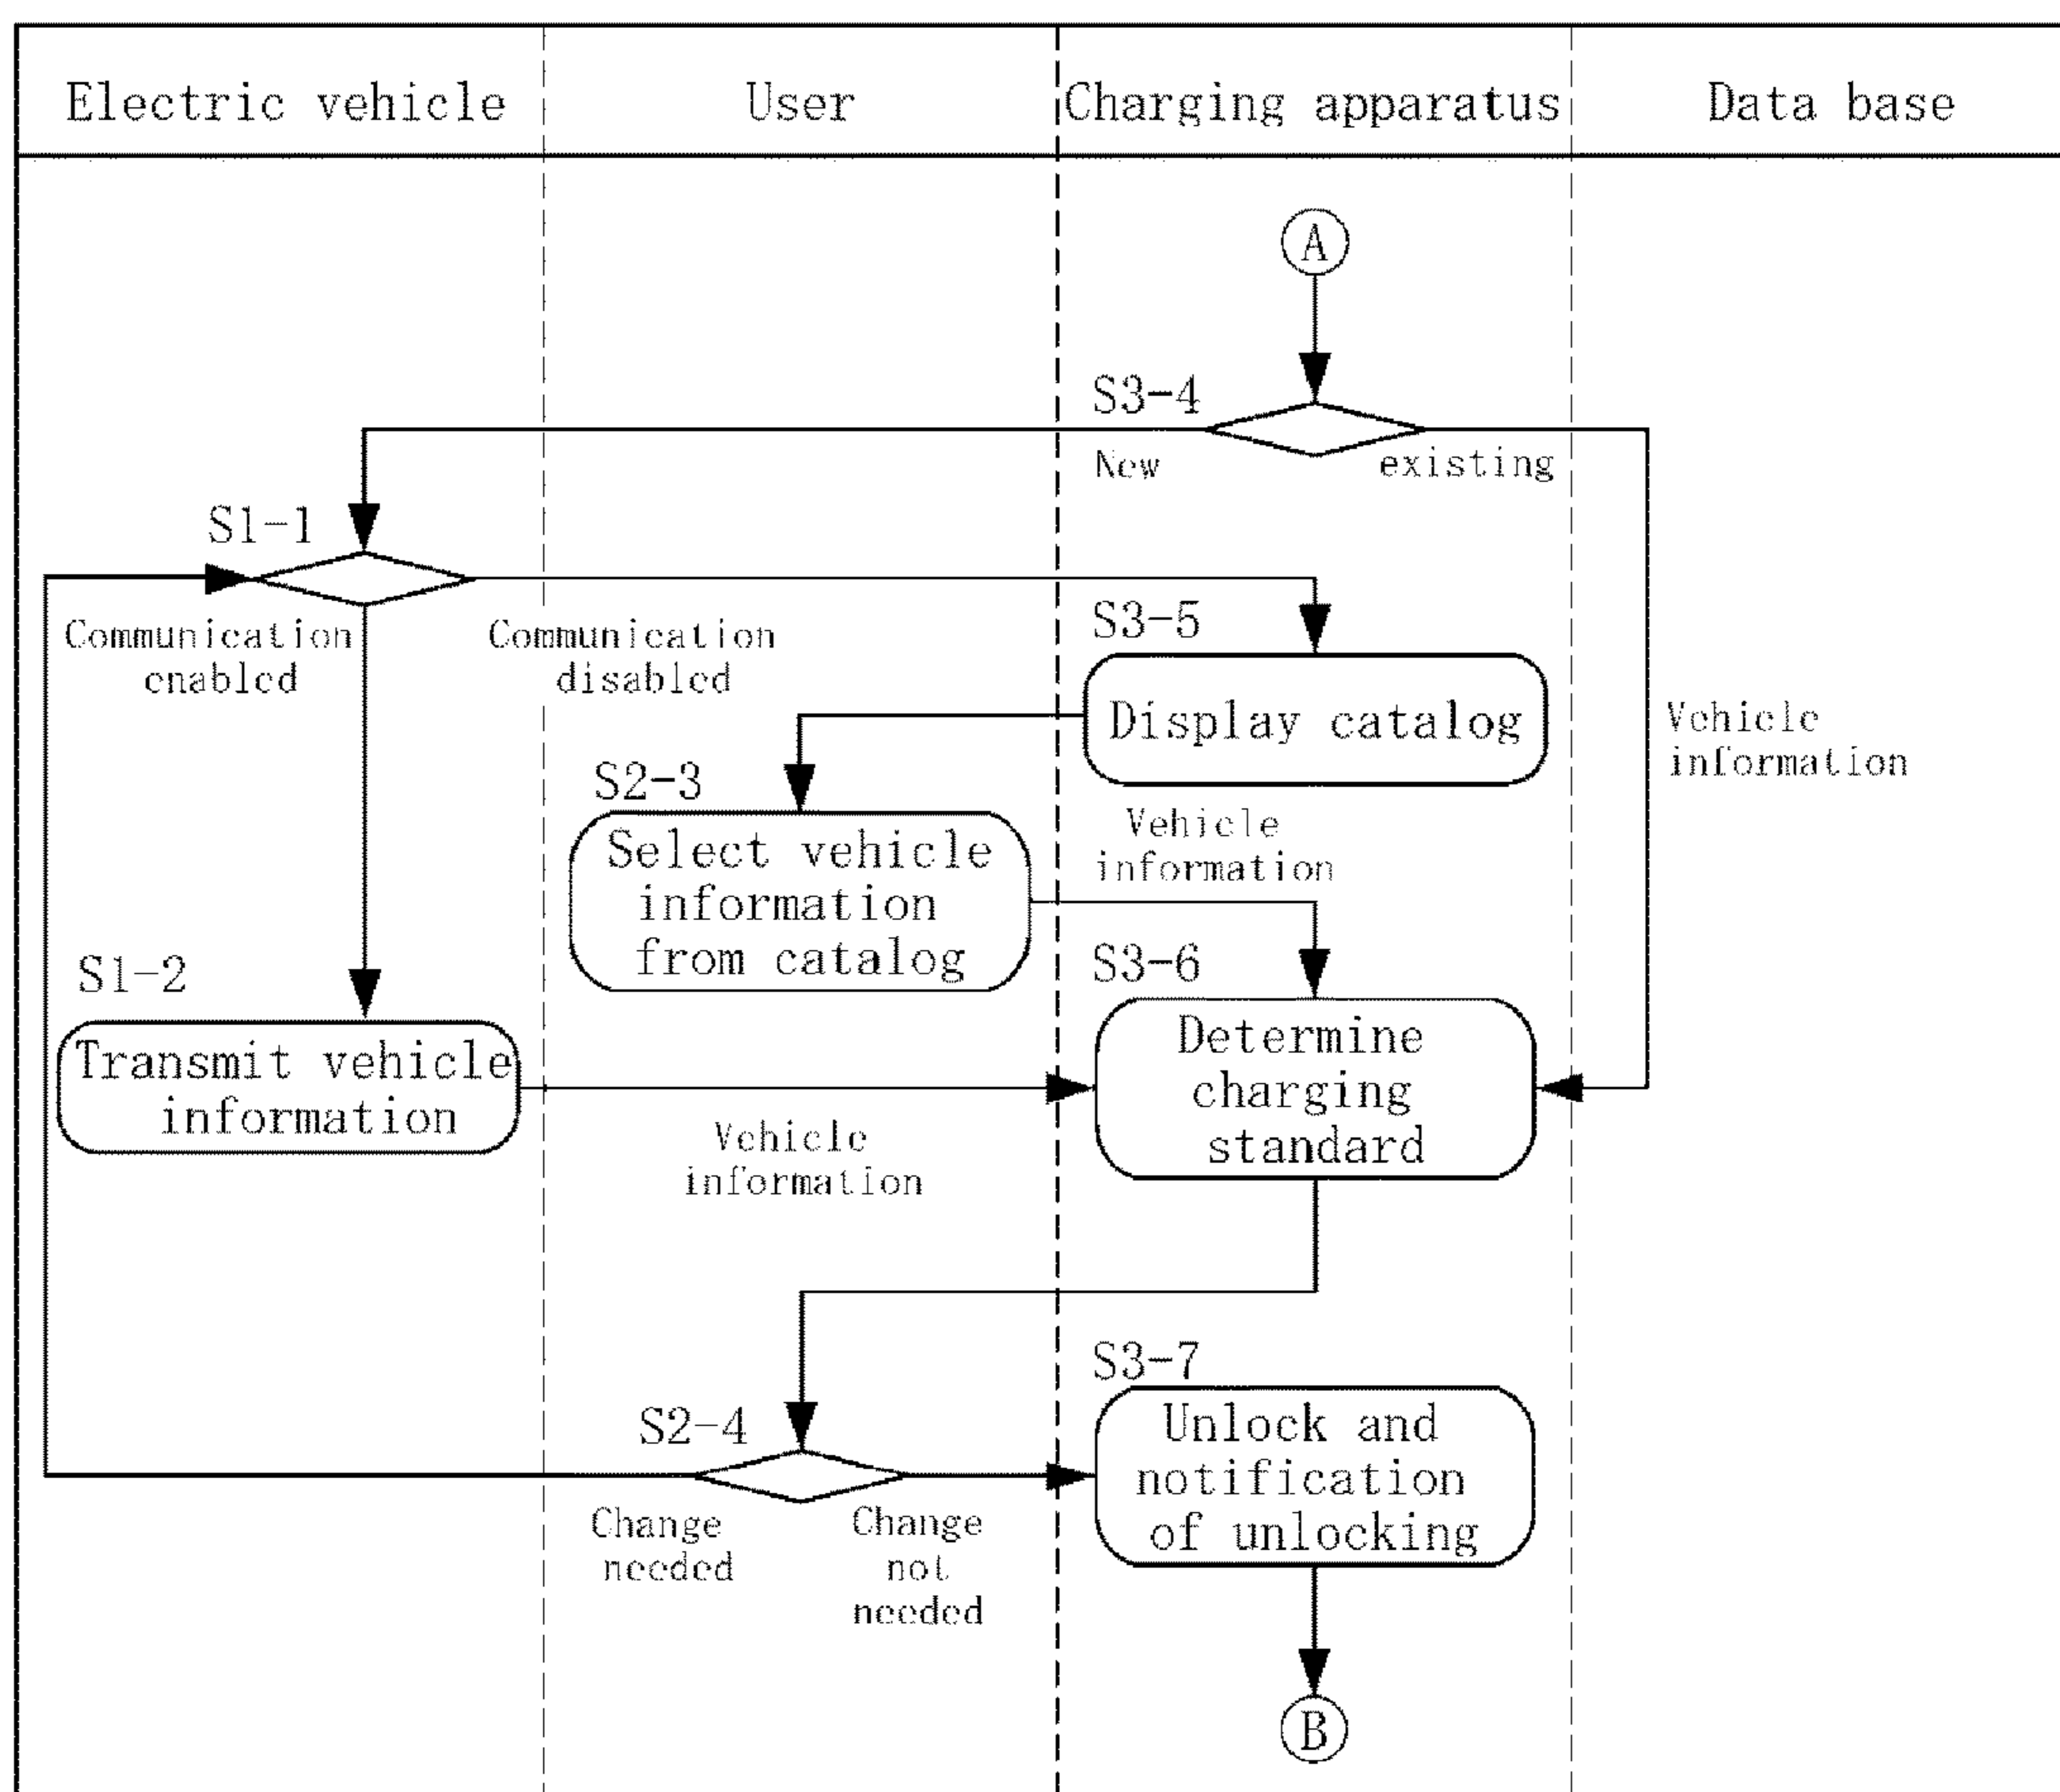 Electric vehicle
User
Charging apparatus
Data base
A
S3-4
New
existing
S1-1
Communication
enabled
Communication
disabled
S3-5
Display catalog
Vehicle
information
S2-3
Select vehicle
information
from catalog
Vehicle
information
S1-2
Transmit vehicle
information
S3-6
Determine
charging
standard
Vehicle
information
S2-4
Change
needed
Change
not
needed
S3-7
Unlock and
notification
of unlocking
B